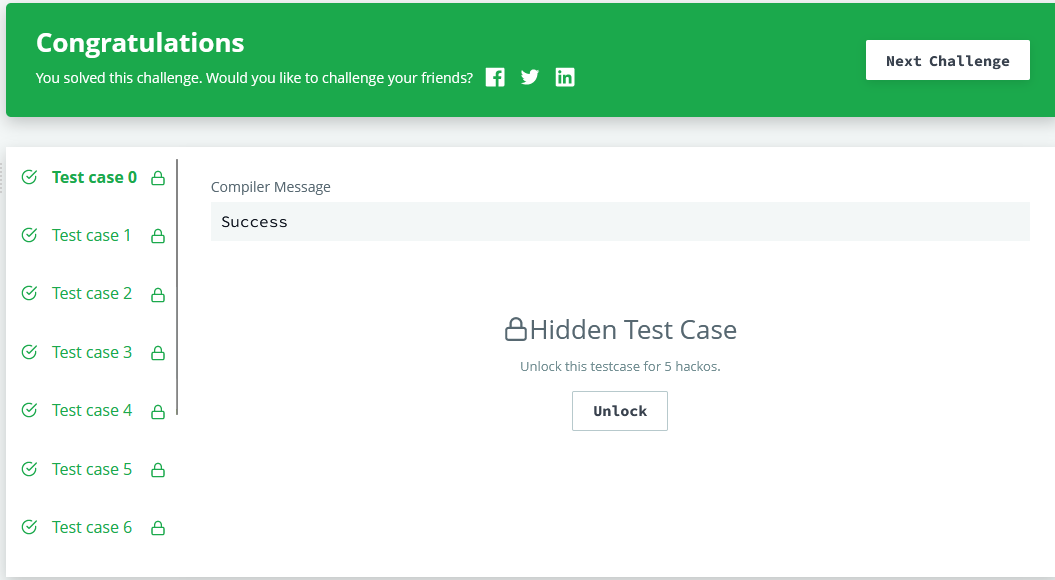 Congratulations
You solved this challenge. Would you like to challenge your friends?
Next Challenge
Test case 0
Test case 1
Test case 2
Test case 3
Test case 4
Test case 5
Test case 6
Compiler Message
Success
Hidden Test Case
Unlock this testcase for 5 hackos.
Unlock